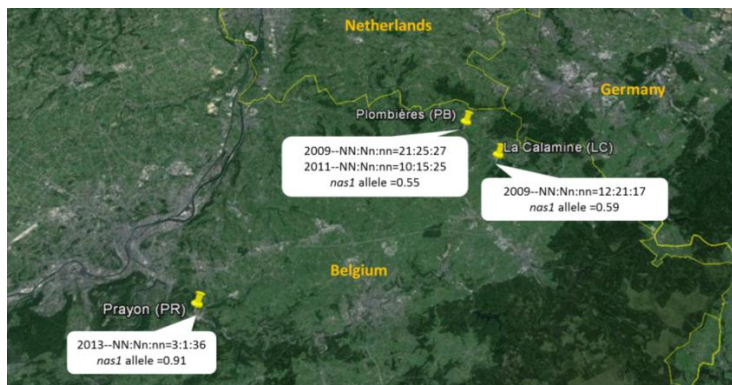 Netherlands
Germany
Plombières (PB)
2009--NN:Nn:nn=21:25:27
2011--NN:Nn:nn=10:15:25
nas1 allele =0.55
La Calamine (LC)
2009--NN:Nn:nn=12:21:17
nas1 allele =0.59
Belgium
Prayon (PR)
2013--NN:Nn:nn=3:1:36
nas1 allele =0.91